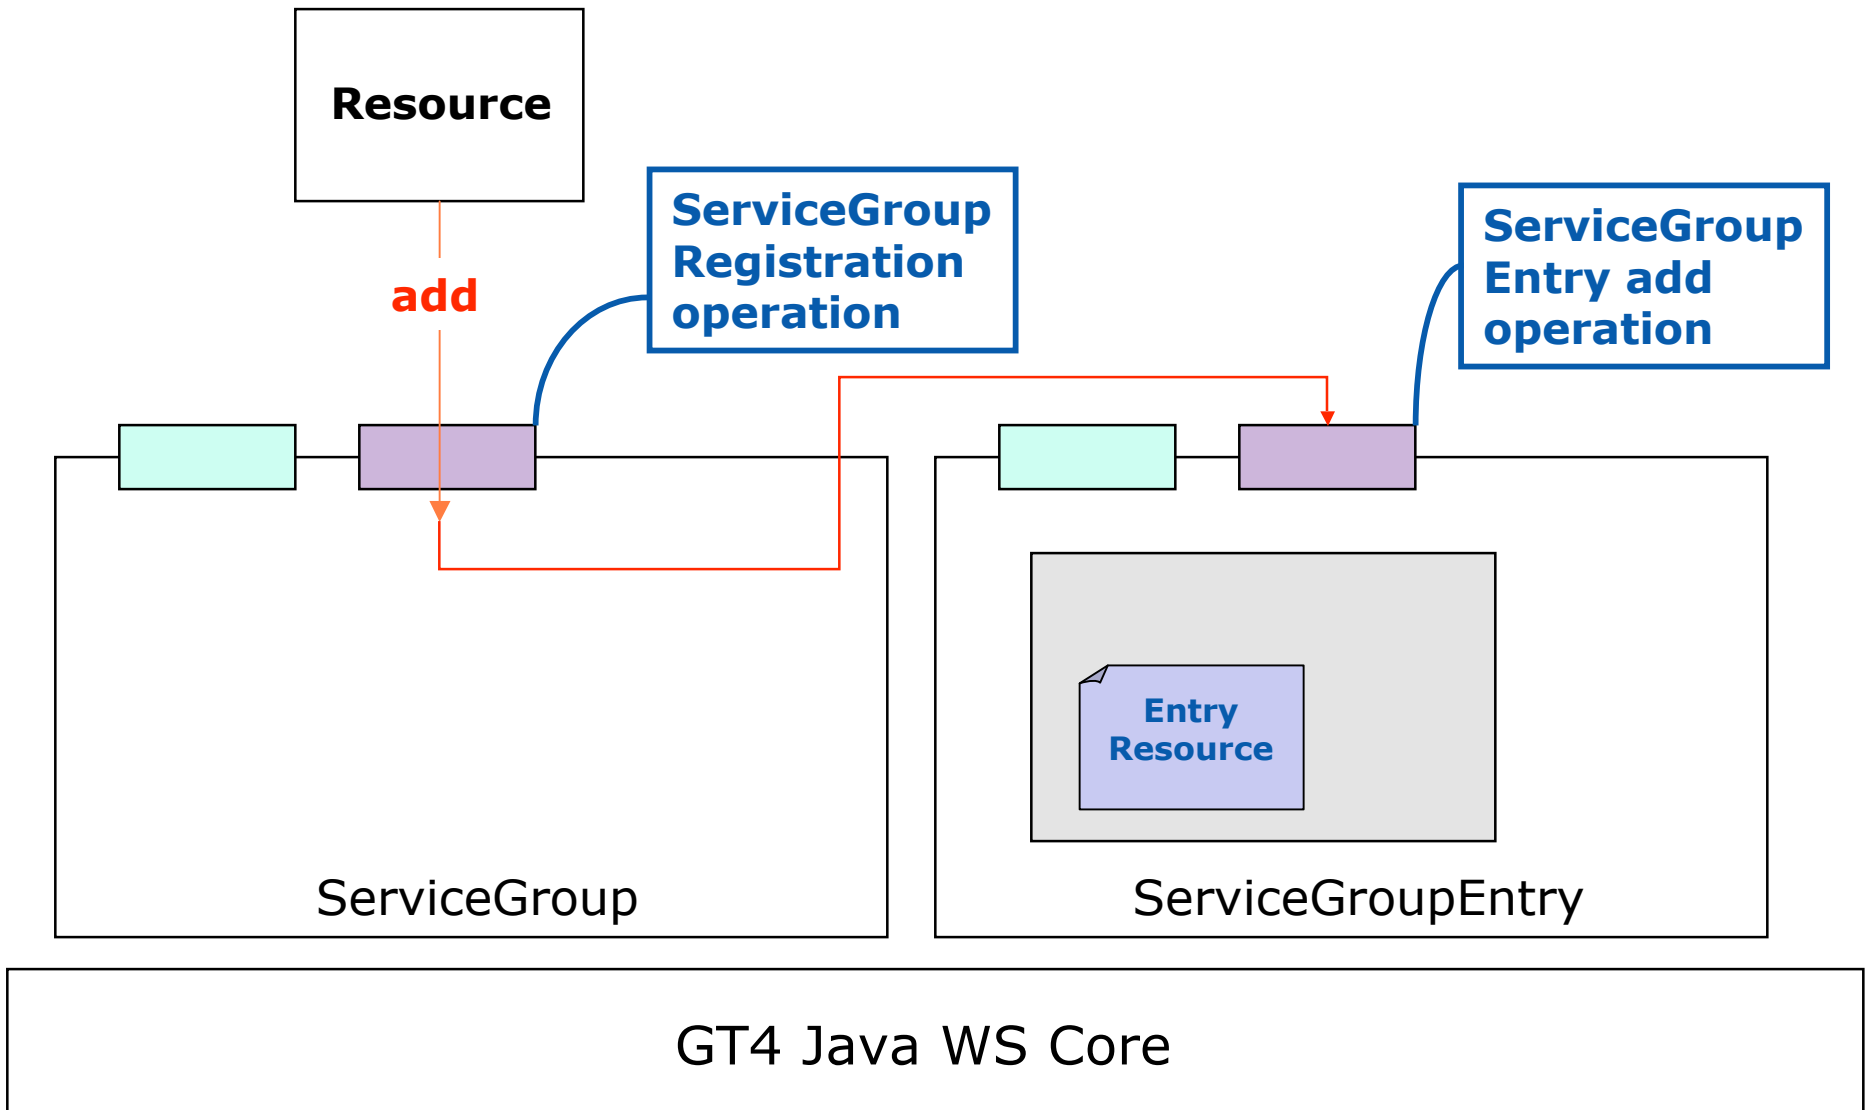 Resource
add
ServiceGroup
Registration
operation
ServiceGroup
Entry add
operation
Entry
Resource
ServiceGroup
ServiceGroupEntry
GT4 Java WS Core